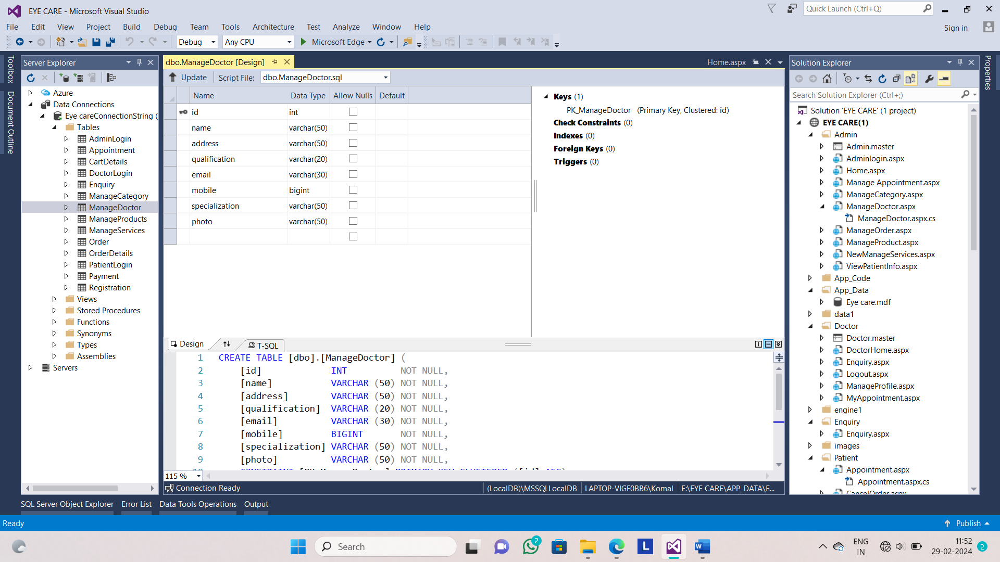 EYE CARE - Microsoft Visual Studio
Quick Launch (Ctrl+Q)
File Edit View Project Build Debug Team Tools Architecture Test Analyze Window Help
Sign in
Debug Any CPU Microsoft Edge
Toolbox
Document Outline
Server Explorer
Azure
Data Connections
Eye careConnectionString (
Tables
AdminLogin
Appointment
CartDetails
DoctorLogin
Enquiry
ManageCategory
ManageDoctor
ManageProducts
ManageServices
Order
OrderDetails
PatientLogin
Payment
Registration
Views
Stored Procedures
Functions
Synonyms
Types
Assemblies
Servers
dbo.ManageDoctor [Design]
Home.aspx
Update Script File: dbo.ManageDoctor.sql
Name Data Type Allow Nulls Default
id int
name varchar(50)
address varchar(50)
qualification varchar(20)
email varchar(30)
mobile bigint
specialization varchar(50)
photo varchar(50)
Keys (1)
PK_ManageDoctor (Primary Key, Clustered: id)
Check Constraints (0)
Indexes (0)
Foreign Keys (0)
Triggers (0)
Design T-SQL
1 CREATE TABLE [dbo].[ManageDoctor] (
2 [id] INT NOT NULL,
3 [name] VARCHAR (50) NOT NULL,
4 [address] VARCHAR (50) NOT NULL,
5 [qualification] VARCHAR (20) NOT NULL,
6 [email] VARCHAR (30) NOT NULL,
7 [mobile] BIGINT NOT NULL,
8 [specialization] VARCHAR (50) NOT NULL,
9 [photo] VARCHAR (50) NOT NULL,
10 CONSTRAINT [PK_ManageDoctor] PRIMARY KEY CLUSTERED ([id] ASC)
115 %
Connection Ready
(LocalDB)\MSSQLLocalDB LAPTOP-VIGF0BB6\Komal E:\EYE CARE\APP_DATA\E...
Solution Explorer
Search Solution Explorer (Ctrl+;)
Solution 'EYE CARE' (1 project)
EYE CARE(1)
Admin
Admin.master
Adminlogin.aspx
Home.aspx
Manage Appointment.aspx
ManageCategory.aspx
ManageDoctor.aspx
ManageDoctor.aspx.cs
ManageOrder.aspx
ManageProduct.aspx
NewManageServices.aspx
ViewPatientInfo.aspx
App_Code
App_Data
Eye care.mdf
data1
Doctor
Doctor.master
DoctorHome.aspx
Enquiry.aspx
Logout.aspx
ManageProfile.aspx
MyAppointment.aspx
engine1
Enquiry
Enquiry.aspx
images
Patient
Appointment.aspx
Appointment.aspx.cs
CancelOrder.aspx
Properties
SQL Server Object Explorer Error List Data Tools Operations Output
Ready
Publish
Search
2
L
W
ENG
IN
11:52
29-02-2024
2